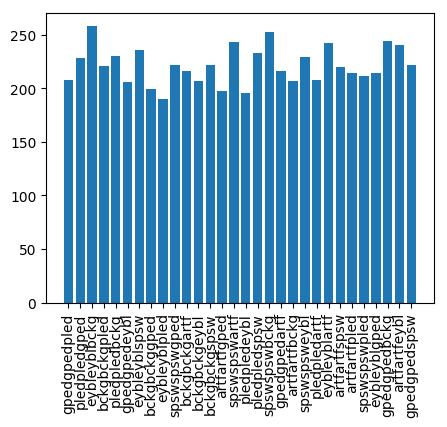 250
200
150
100
50
0
gpedgpedpled
pledpledgped
eybleyblbckg
bckgbckgpled
pledpledbckg
gpedgpedeybl
eybleyblspsw
bckgbckggped
eybleyblpled
spswspswgped
bckgbckgartf
bckgbckgeybl
bckgbckgspsw
artfartfgped
spswspswartf
pledpledeybl
pledpledspsw
spswspswbckg
gpedgpedartf
artfartfbckg
spswspsweybl
pledpledartf
eybleyblartf
artfartfspsw
artfartfpled
spswspswpled
eybleyblgped
gpedgpedbckg
artfartfeybl
gpedgpedspsw